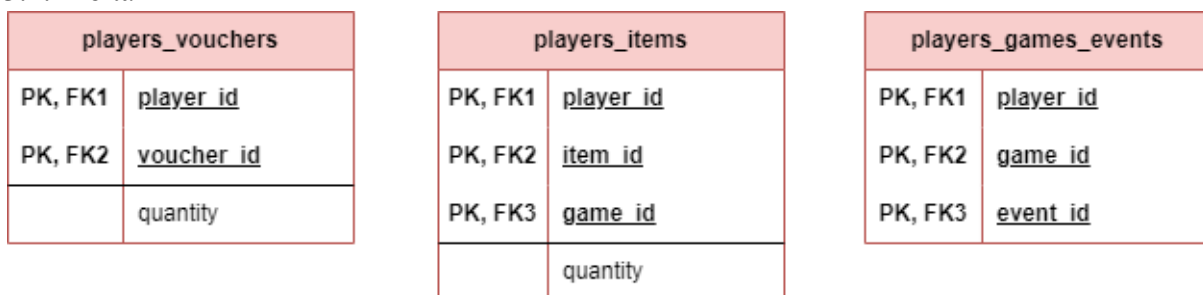 players_vouchers
PK, FK1 player_id
PK, FK2 voucher_id
quantity
players_items
PK, FK1 player_id
PK, FK2 item_id
PK, FK3 game_id
quantity
players_games_events
PK, FK1 player_id
PK, FK2 game_id
PK, FK3 event_id